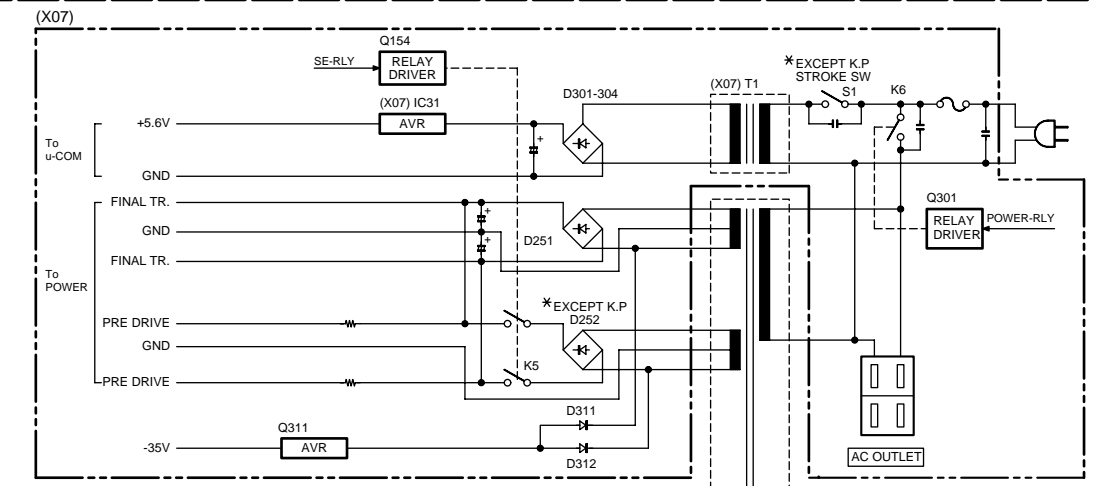 (X07)
Q154
SE-RLY
RELAY
DRIVER
✱EXCEPT K.P
STROKE SW
(X07) T1
S1
K6
D301-304
(X07) IC31
+5.6V
AVR
To
u-COM
GND
FINAL TR.
Q301
RELAY
DRIVER
POWER-RLY
GND
D251
FINAL TR.
To
POWER
✱EXCEPT K.P
D252
PRE DRIVE
GND
K5
PRE DRIVE
D311
Q311
-35V
AVR
D312
AC OUTLET
+
+
+